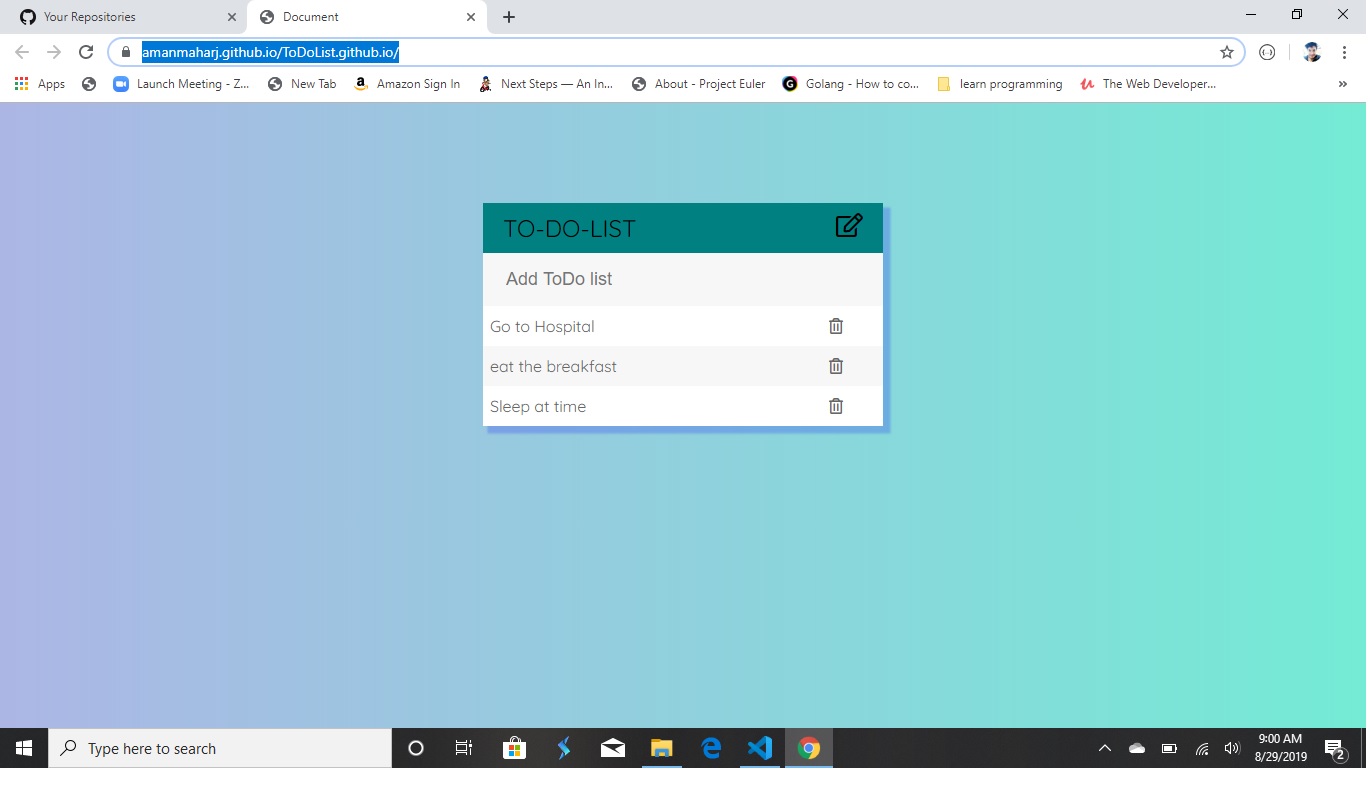 Your Repositories
Document
amanmaharj.github.io/ToDoList.github.io/
Apps
Launch Meeting - Z...
New Tab
Amazon Sign In
Next Steps — An In...
About - Project Euler
Golang - How to co...
learn programming
The Web Developer...
»
TO-DO-LIST
Add ToDo list
Go to Hospital
eat the breakfast
Sleep at time
Type here to search
9:00 AM
8/29/2019
2